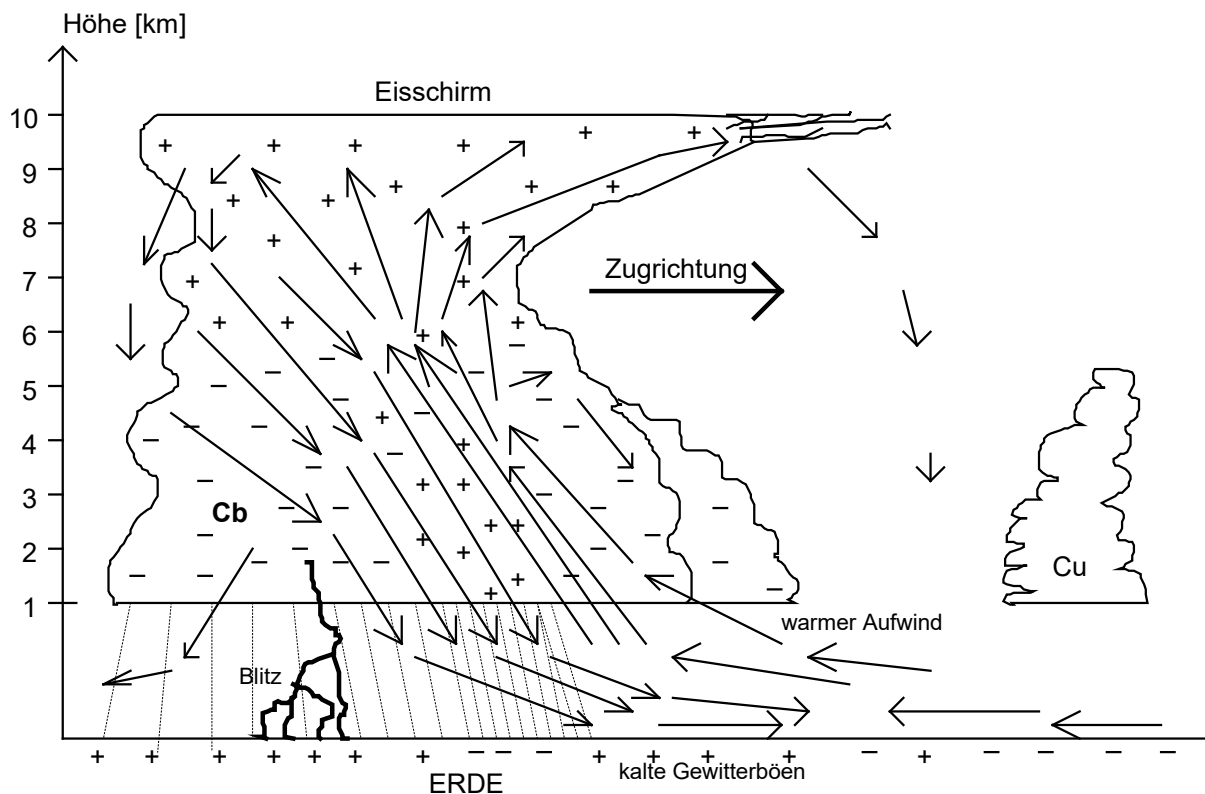 Höhe [km]
Eisschirm
10
9
8
7
6
5
4
3
2
1
Zugrichtung
Cb
Cu
warmer Aufwind
Blitz
kalte Gewitterböen
ERDE